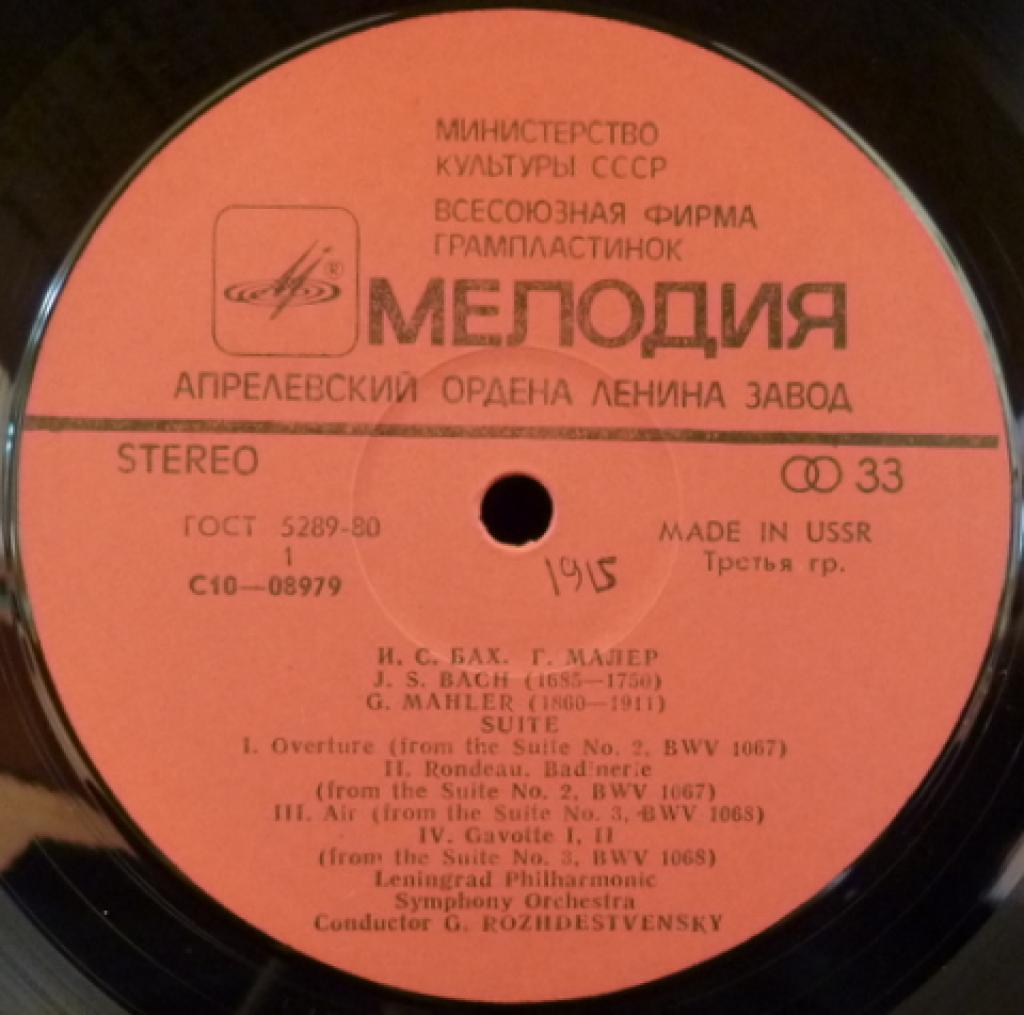 МИНИСТЕРСТВО
КУЛЬТУРЫ СССР
ВСЕСОЮЗНАЯ ФИРМА
ГРАМПЛАСТИНОК
МЕЛОДИЯ
АПРЕЛЕВСКИЙ ОРДЕНА ЛЕНИНА ЗАВОД
STEREO
33
ГОСТ 5289-80
1
С10—08979
MADE IN USSR
Третья гр.
1915
И. С. БАХ. Г. МАЛЕР
J. S. BACH (1685—1750)
G. MAHLER (1860—1911)
SUITE
I. Overture (from the Suite No. 2, BWV 1067)
II. Rondeau. Badinerie
(from the Suite No. 2, BWV 1067)
III. Air (from the Suite No. 3, BWV 1068)
IV. Gavotte I, II
(from the Suite No. 3, BWV 1068)
Leningrad Philharmonic
Symphony Orchestra
Conductor G. ROZHDESTVENSKY